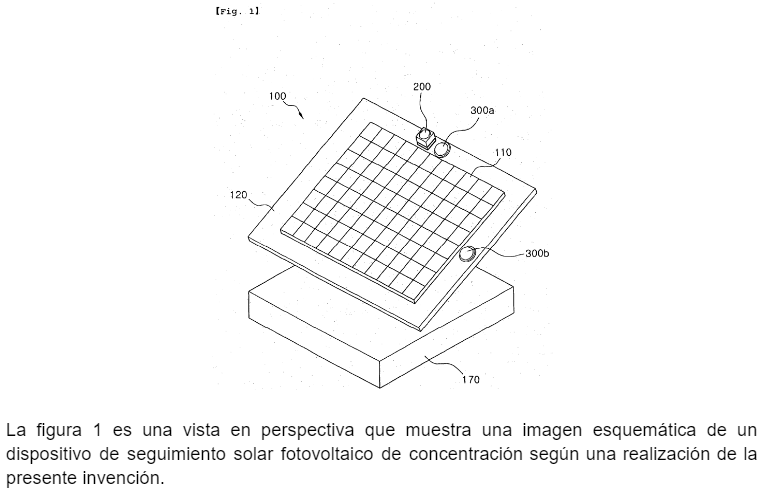 【Fig. 1】
200
100
300a
110
120
300b
170
La figura 1 es una vista en perspectiva que muestra una imagen esquemática de un
dispositivo de seguimiento solar fotovoltaico de concentración según una realización de la
presente invención.